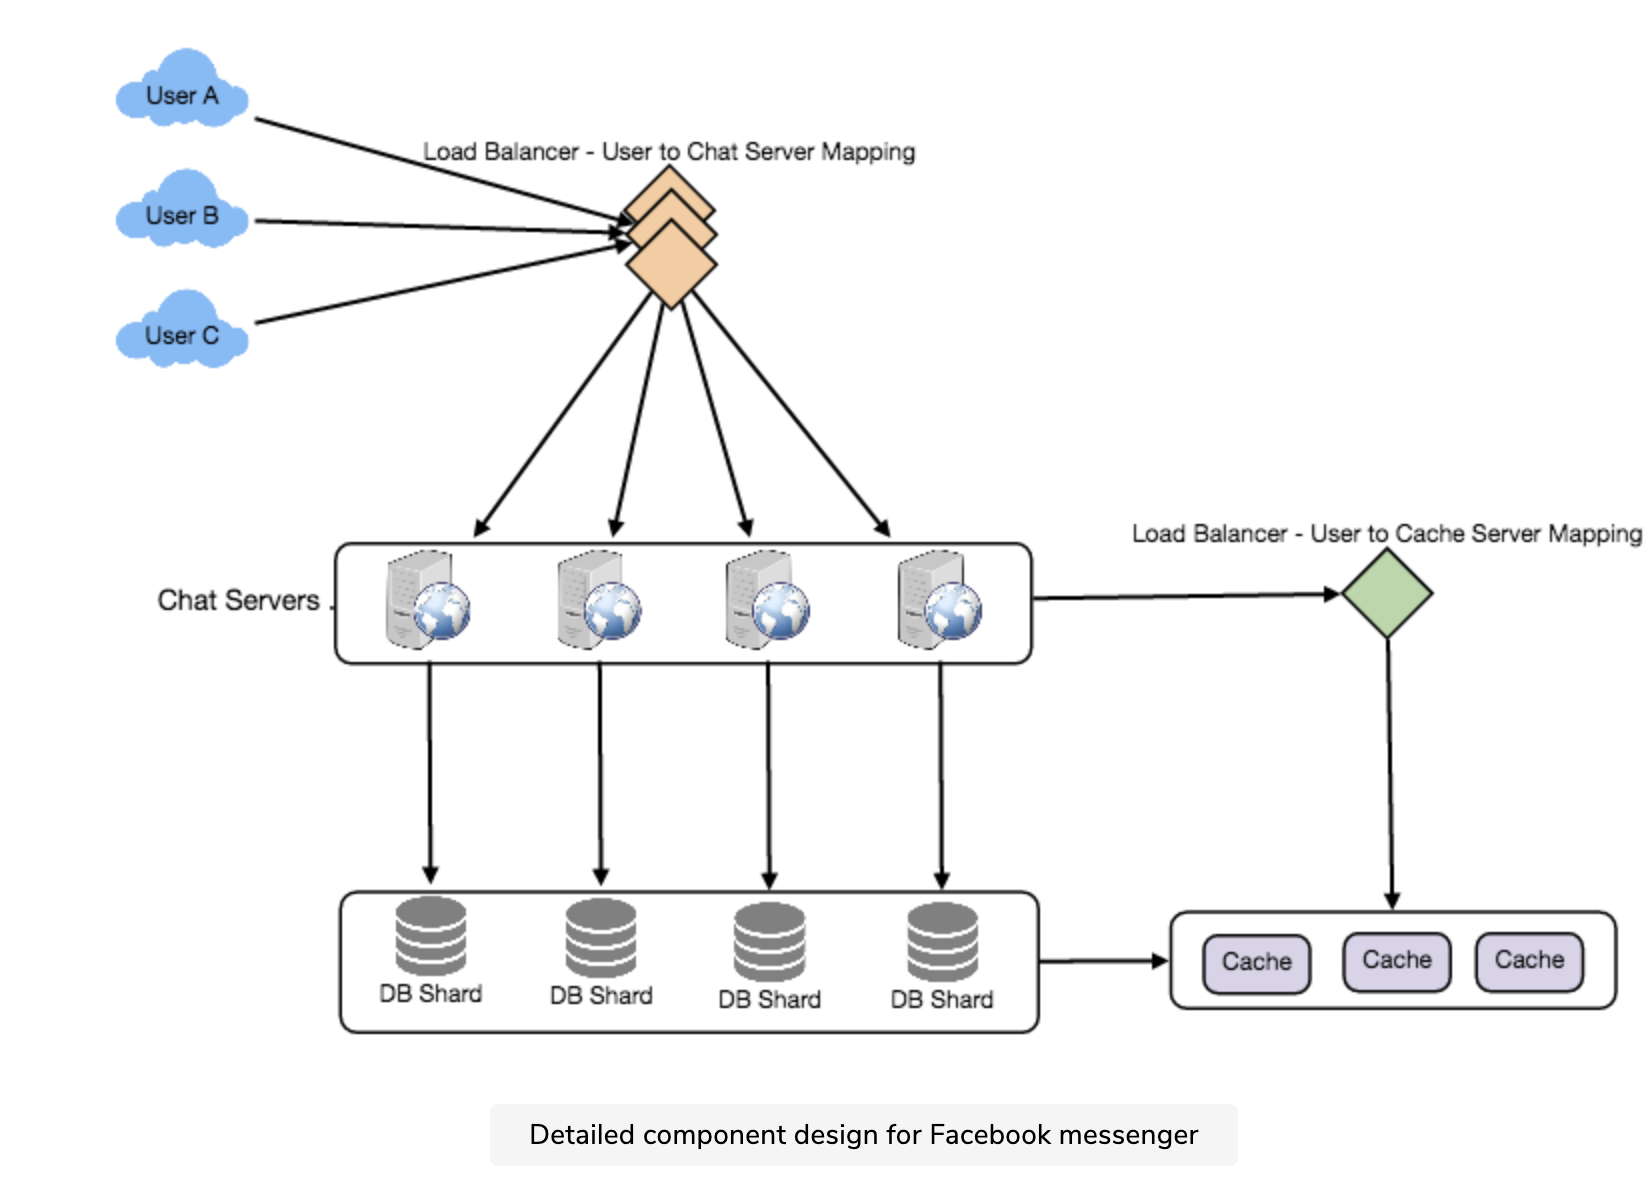 User A
Load Balancer - User to Chat Server Mapping
User B
User C
Load Balancer - User to Cache Server Mapping
Chat Servers
DB Shard
DB Shard
DB Shard
DB Shard
Cache
Cache
Cache
Detailed component design for Facebook messenger